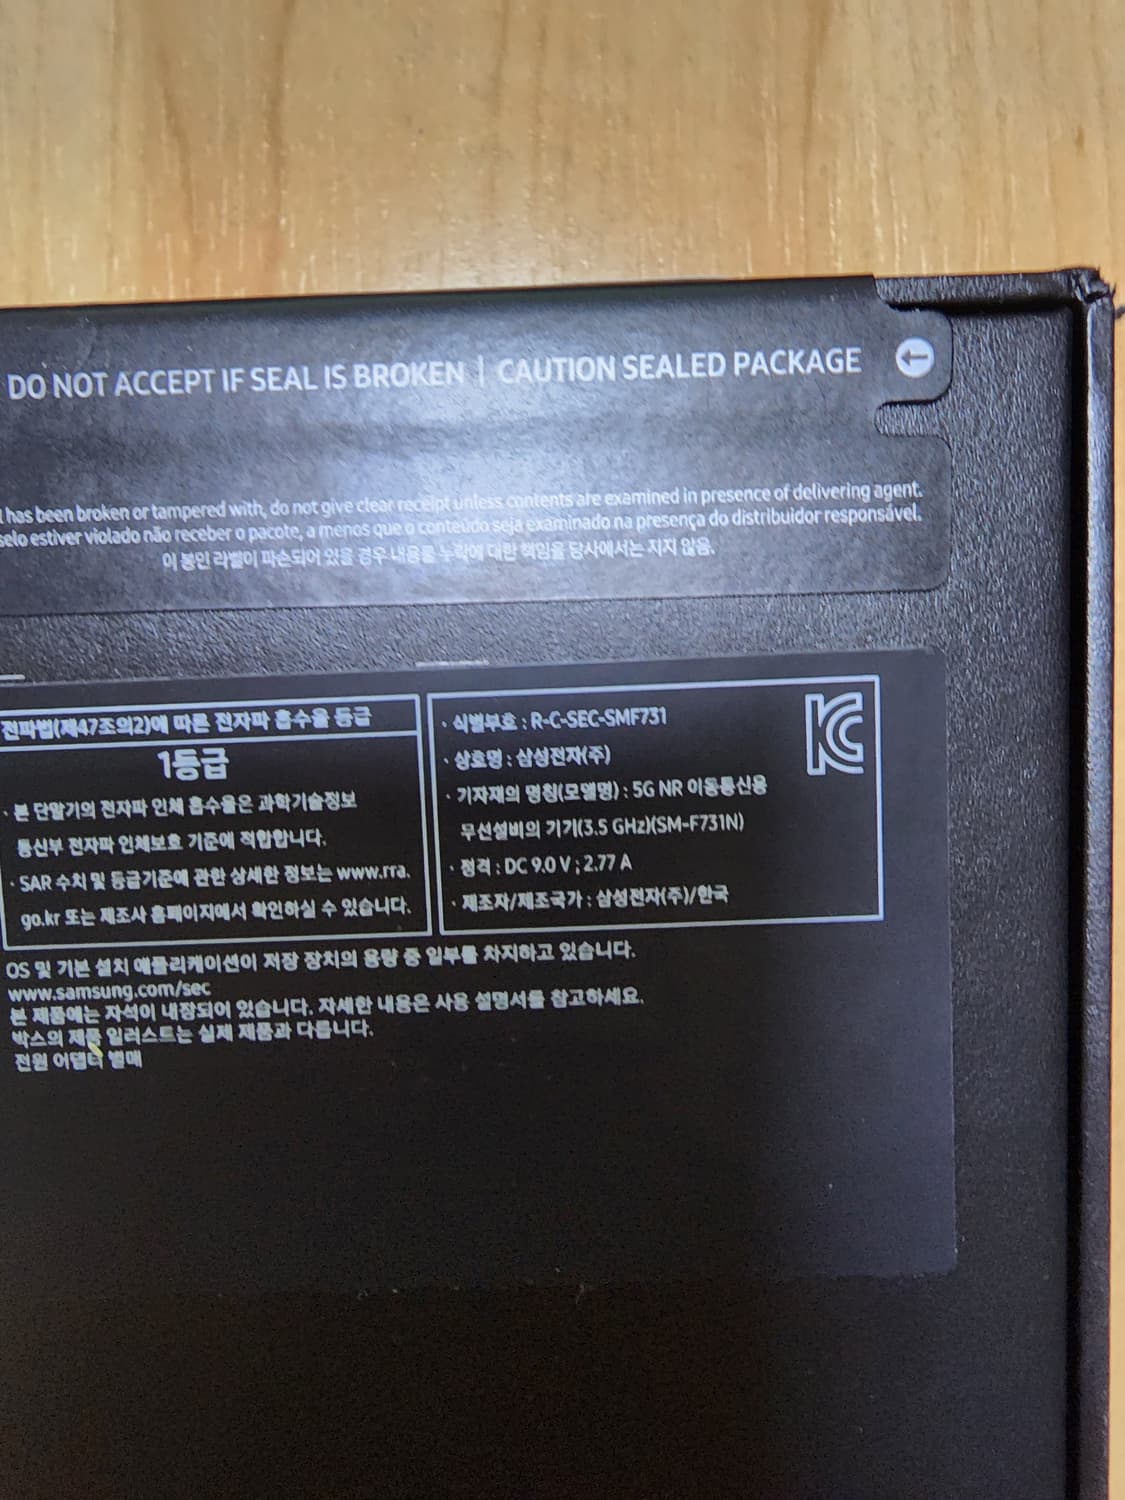 DO NOT ACCEPT IF SEAL IS BROKEN | CAUTION SEALED PACKAGE
has been broken or tampered with, do not give clear receipt unless contents are examined in presence of delivering agent.
selo estiver violado não receber o pacote, a menos que o conteúdo seja examinado na presença do distribuidor responsável.
이 봉인 라벨이 파손되어 있을 경우 내용물 누락에 대한 책임을 당사에서는 지지 않음.
전파법(제47조의2)에 따른 전자파 흡수율 등급
1등급
· 본 단말기의 전자파 인체 흡수율은 과학기술정보
통신부 전자파 인체보호 기준에 적합합니다.
· SAR 수치 및 등급기준에 관한 상세한 정보는 www.rra.
go.kr 또는 제조사 홈페이지에서 확인하실 수 있습니다.
· 식별부호 : R-C-SEC-SMF731
· 상호명 : 삼성전자(주)
· 기자재의 명칭(모델명) : 5G NR 이동통신용
무선설비의 기기(3.5 GHz)(SM-F731N)
· 정격 : DC 9.0 V ; 2.77 A
· 제조자/제조국가 : 삼성전자(주)/한국
OS 및 기본 설치 애플리케이션이 저장 장치의 용량 중 일부를 차지하고 있습니다.
www.samsung.com/sec
본 제품에는 자석이 내장되어 있습니다. 자세한 내용은 사용 설명서를 참고하세요.
박스의 제품 일러스트는 실제 제품과 다릅니다.
전원 어댑터 별매